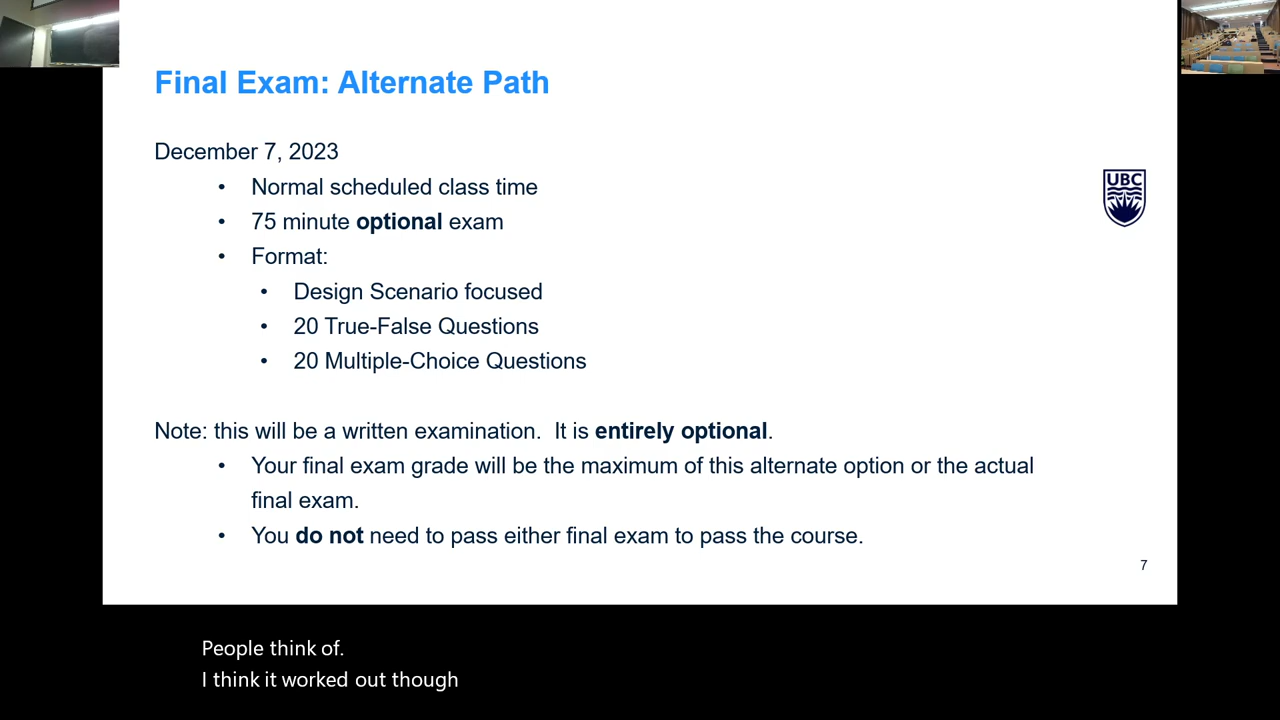 Final Exam: Alternate Path
December 7, 2023
• Normal scheduled class time
• 75 minute optional exam
• Format:
• Design Scenario focused
• 20 True-False Questions
• 20 Multiple-Choice Questions
UBC
Note: this will be a written examination.  It is entirely optional.
• Your final exam grade will be the maximum of this alternate option or the actual
final exam.
• You do not need to pass either final exam to pass the course.
7
People think of.
I think it worked out though